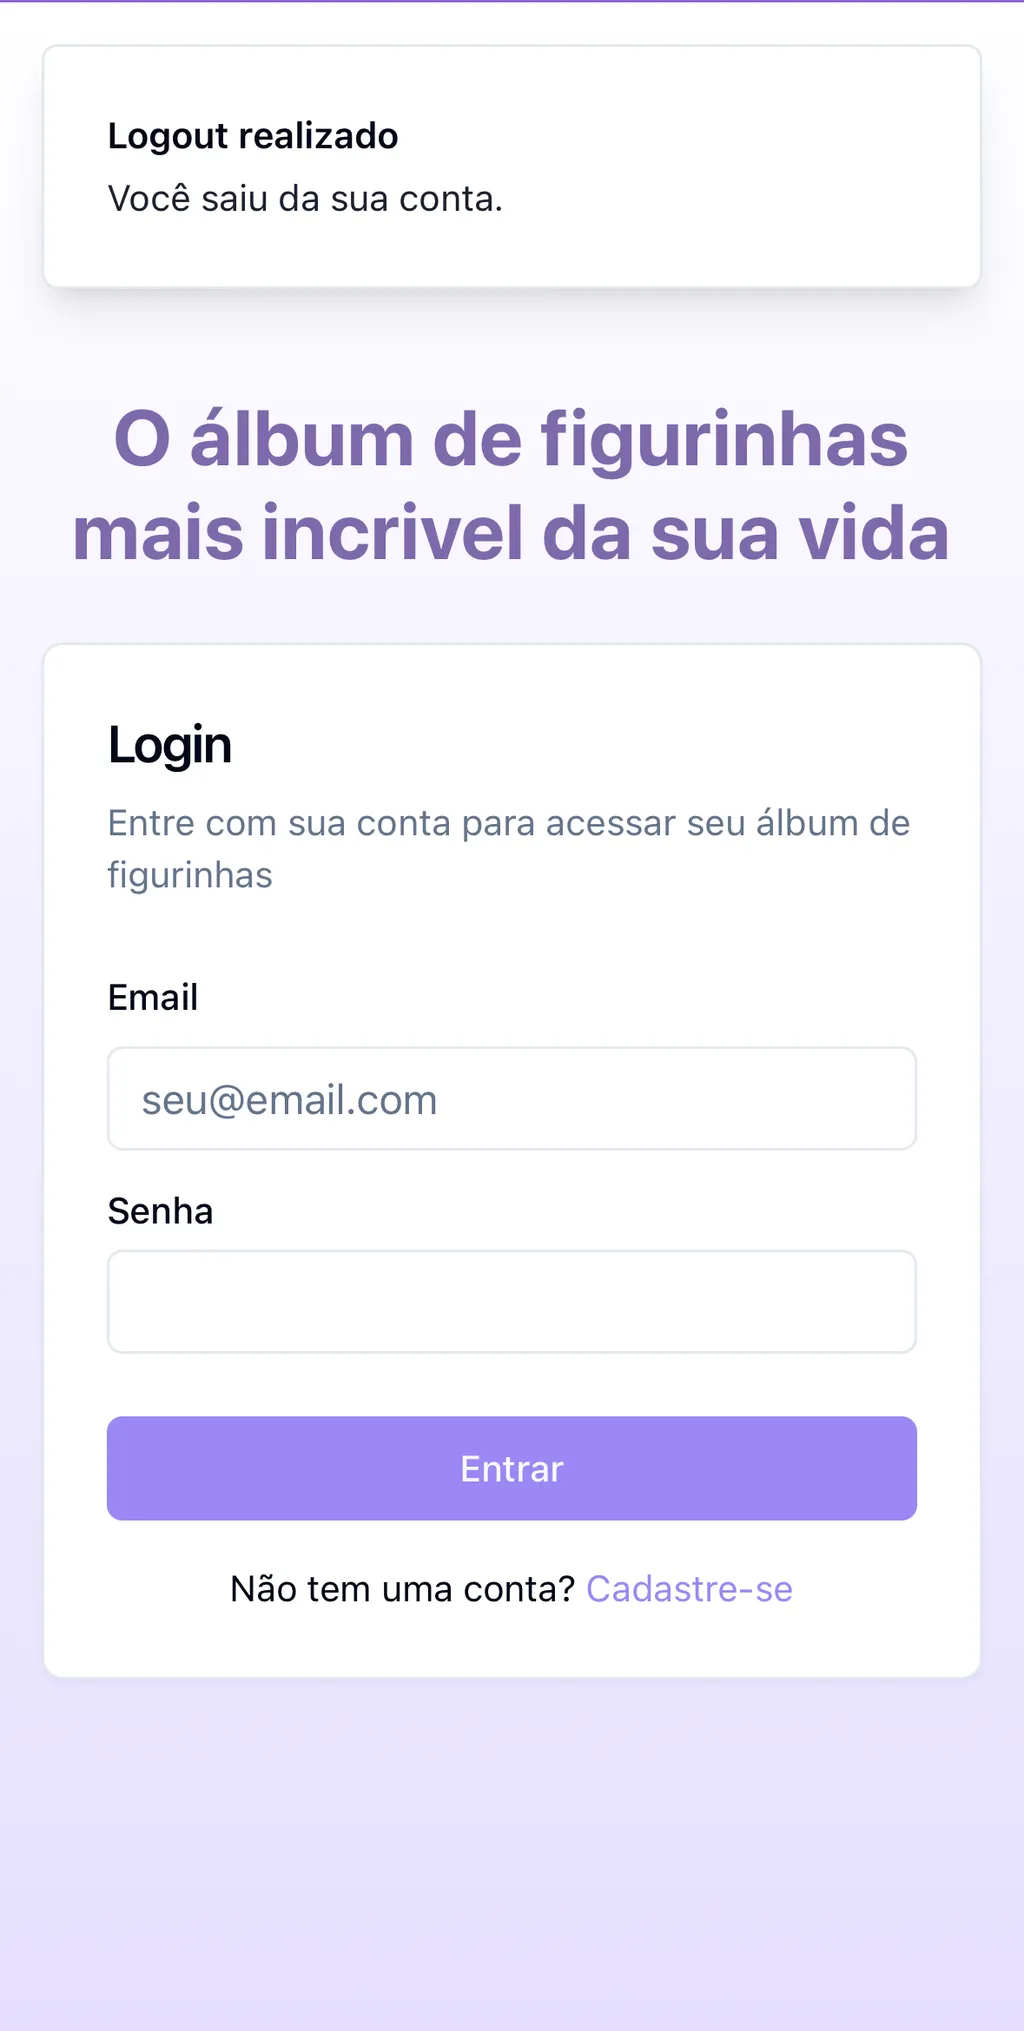 Logout realizado
Você saiu da sua conta.
O álbum de figurinhas
mais incrivel da sua vida
Login
Entre com sua conta para acessar seu álbum de
figurinhas
Email
seu@email.com
Senha
Entrar
Não tem uma conta? Cadastre-se